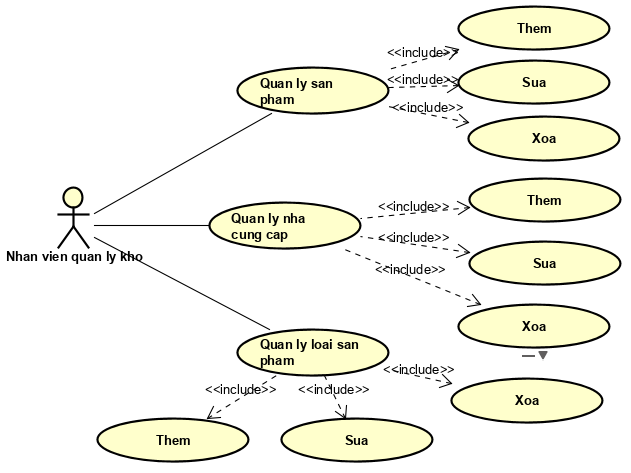 Them
<<include>>
Quan ly san
pham
<<include>>
Sua
<<include>>
Xoa
Nhan vien quan ly kho
Quan ly nha
cung cap
<<include>>
Them
<<include>>
Sua
<<include>>
Xoa
Quan ly loai san
pham
<<include>>
Xoa
<<include>>
<<include>>
Them
Sua